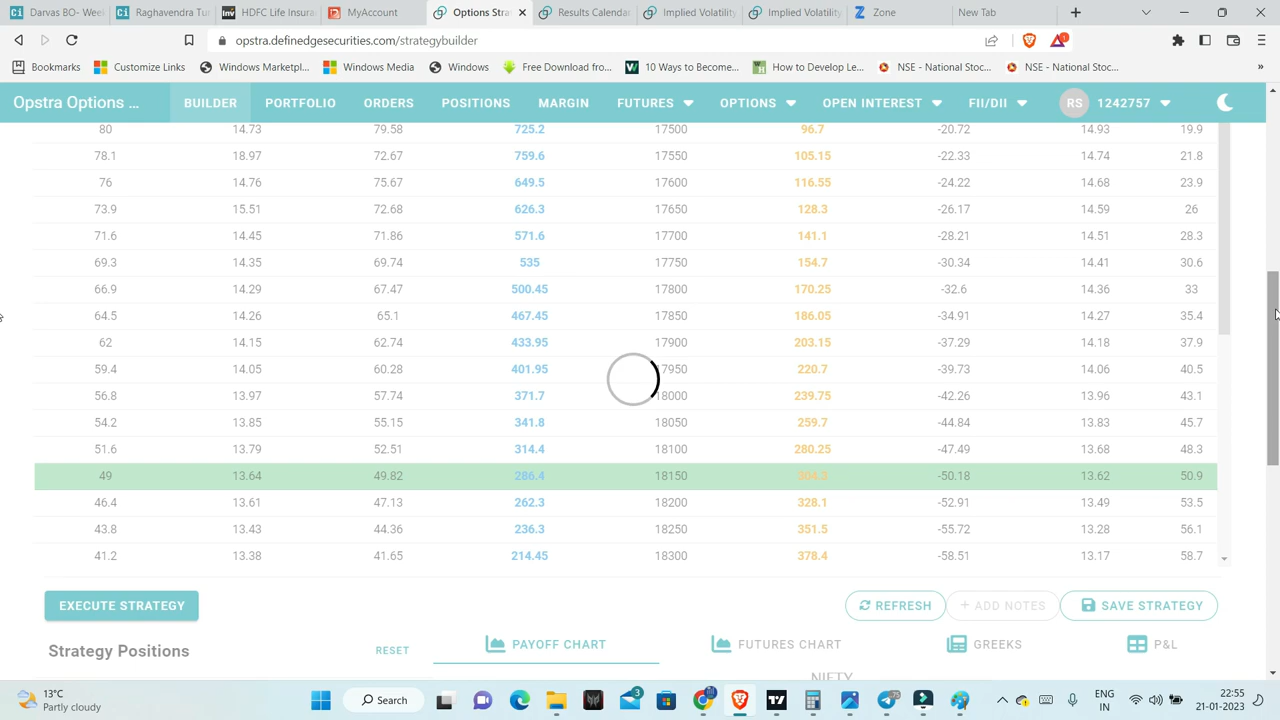 Davangere Sugar
HDFC Life Insuran
MyAccount
Options Stra
Results Calenda
Implied Volatilit
Zone
New Tab
opstra.definedgesecurities.com/strategybuilder
Bookmarks Customize Links Windows Marketpl... Windows Media Windows Free Download fro... 10 Ways to Become... How to Develop Le... NSE - National Stoc... NSE - National Stoc... »
Opstra Options ... BUILDER PORTFOLIO ORDERS POSITIONS MARGIN FUTURES OPTIONS OPEN INTEREST FII/DII RS 1242757
80 14.73 79.58 725.2 17500 96.7 -20.72 14.93 19.9
78.1 18.97 72.67 759.6 17550 105.15 -22.33 14.74 21.8
76 14.76 75.67 649.5 17600 116.55 -24.22 14.68 23.9
73.9 15.51 72.68 626.3 17650 128.3 -26.17 14.59 26
71.6 14.45 71.86 571.6 17700 141.1 -28.21 14.51 28.3
69.3 14.35 69.74 535 17750 154.7 -30.34 14.41 30.6
66.9 14.29 67.47 500.45 17800 170.25 -32.6 14.36 33
64.5 14.26 65.1 467.45 17850 186.05 -34.91 14.27 35.4
62 14.15 62.74 433.95 17900 203.15 -37.29 14.18 37.9
59.4 14.05 60.28 401.95 17950 220.7 -39.73 14.06 40.5
56.8 13.97 57.74 371.7 18000 239.75 -42.26 13.96 43.1
54.2 13.85 55.15 341.8 18050 259.7 -44.84 13.83 45.7
51.6 13.79 52.51 314.4 18100 280.25 -47.49 13.68 48.3
49 13.64 49.82 286.4 18150 304.3 -50.18 13.62 50.9
46.4 13.61 47.13 262.3 18200 328.1 -52.91 13.49 53.5
43.8 13.43 44.36 236.3 18250 351.5 -55.72 13.28 56.1
41.2 13.38 41.65 214.45 18300 378.4 -58.51 13.17 58.7
EXECUTE STRATEGY REFRESH + ADD NOTES SAVE STRATEGY
Strategy Positions RESET PAYOFF CHART FUTURES CHART GREEKS P&L
NIFTY
13°C
Partly cloudy
Search
3
75
ENG
IN
22:55
21-01-2023